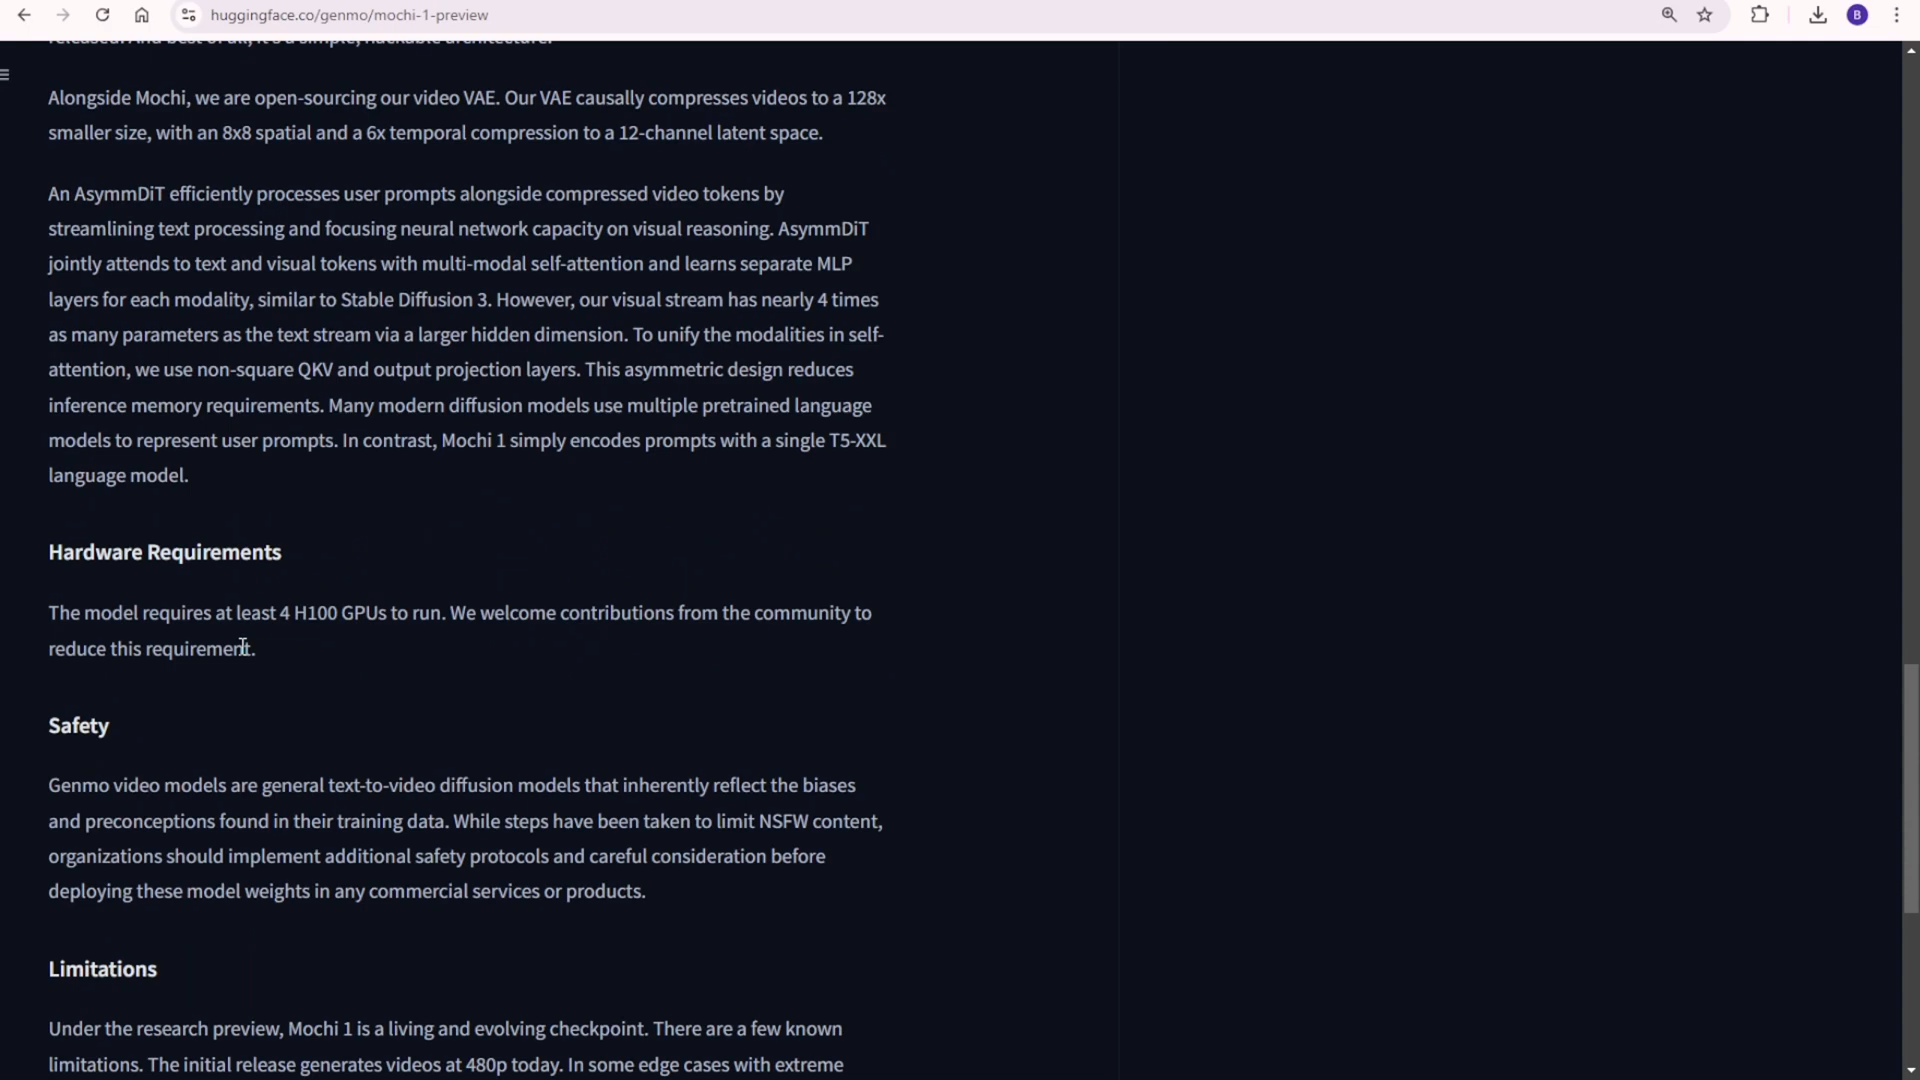 huggingface.co/genmo/mochi-1-preview
B
released. And best of all, it's a simple, hackable architecture.
Alongside Mochi, we are open-sourcing our video VAE. Our VAE causally compresses videos to a 128x
smaller size, with an 8x8 spatial and a 6x temporal compression to a 12-channel latent space.
An AsymmDiT efficiently processes user prompts alongside compressed video tokens by
streamlining text processing and focusing neural network capacity on visual reasoning. AsymmDiT
jointly attends to text and visual tokens with multi-modal self-attention and learns separate MLP
layers for each modality, similar to Stable Diffusion 3. However, our visual stream has nearly 4 times
as many parameters as the text stream via a larger hidden dimension. To unify the modalities in self-
attention, we use non-square QKV and output projection layers. This asymmetric design reduces
inference memory requirements. Many modern diffusion models use multiple pretrained language
models to represent user prompts. In contrast, Mochi 1 simply encodes prompts with a single T5-XXL
language model.
Hardware Requirements
The model requires at least 4 H100 GPUs to run. We welcome contributions from the community to
reduce this requirement.
Safety
Genmo video models are general text-to-video diffusion models that inherently reflect the biases
and preconceptions found in their training data. While steps have been taken to limit NSFW content,
organizations should implement additional safety protocols and careful consideration before
deploying these model weights in any commercial services or products.
Limitations
Under the research preview, Mochi 1 is a living and evolving checkpoint. There are a few known
limitations. The initial release generates videos at 480p today. In some edge cases with extreme